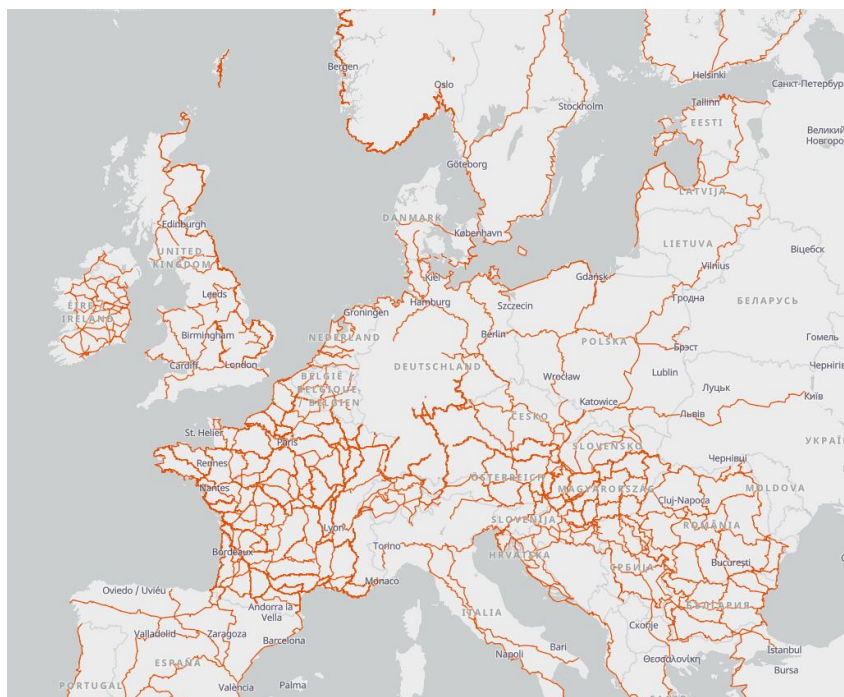 Bergen
Oslo
Helsinki
Санкт-Петербур
Stockholm
Tallinn
EESTI
Великий
Новгород
Göteborg
LATVIJA
DANMARK
Edinburgh
København
UNITED
KINGDOM
LIETUVA
Vilnius
Віцебск
Kiel
Gdańsk
Leeds
Hamburg
Szczecin
Гродна
БЕЛАРУСЬ
ÉIRE /
IRELAND
Groningen
Birmingham
NEDERLAND
Berlin
POLSKA
Брэст
Гомель
Cardiff
London
DEUTSCHLAND
Чернігів
BELGIË /
BELGIQUE
/ BELGIEN
Wrocław
Lublin
Луцьк
Київ
Katowice
Львів
ČESKO
St. Helier
Paris
SLOVENSKO
УКРАЇ
Rennes
Чернівці
Nantes
ÖSTERREICH
MAGYARORSZÁG
MOLDOVA
Cluj-Napoca
Lyon
SLOVENIJA
ROMÂNIA
Bordeaux
Torino
HRVATSKA
СРБИЈА
București
Monaco
Oviedo / Uviéu
Andorra la
Vella
ITALIA
БЪЛГАРИЯ
Valladolid
Zaragoza
Barcelona
Скопје
ESPAÑA
Bari
İstanbul
Napoli
Θεσσαλονίκη
Bursa
PORTUGAL
València
Palma